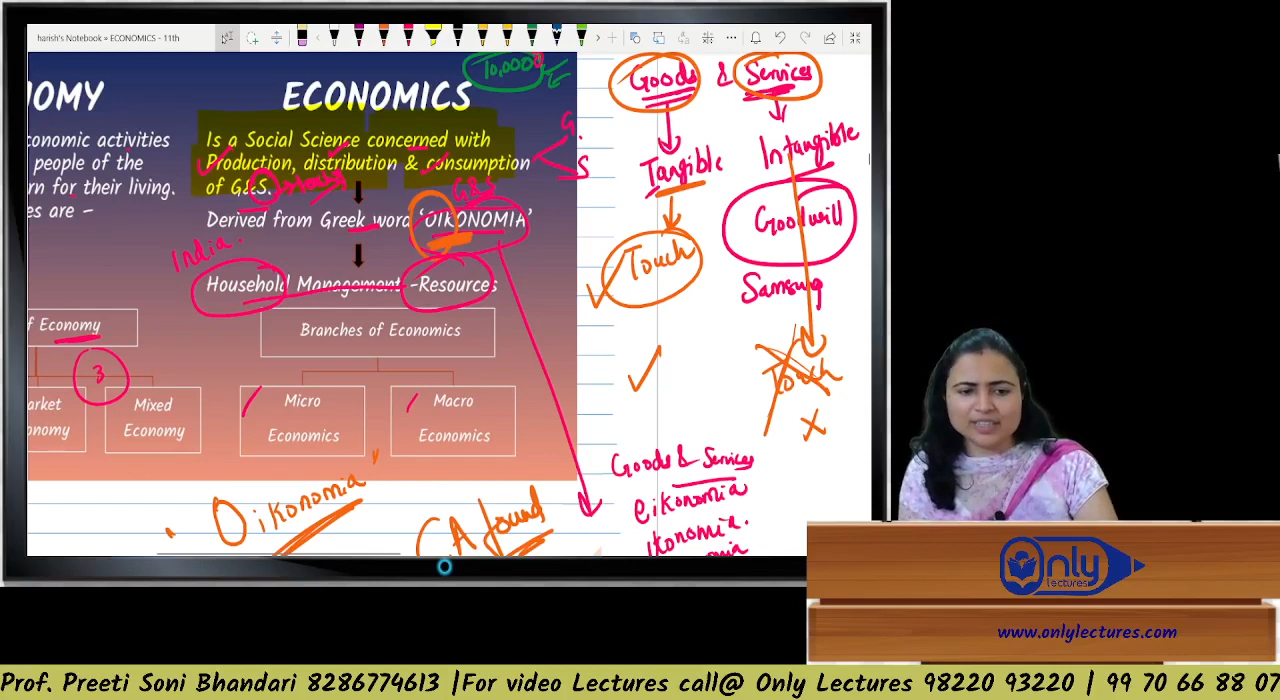 harish's Notebook » ECONOMICS - 11th
NOMY
ECONOMICS
10,000
conomic activities
people of the
rn for their living.
es are –
Is a Social Science concerned with
Production, distribution & consumption
of G&S.
G.
S
G&S
Derived from Greek word ‘OIKONOMIA’
India.
Household Management -Resources
f Economy
3
arket
onomy
Mixed
Economy
Branches of Economics
Micro
Economics
Macro
Economics
Oikonomia
CA found
Goods & Services
Tangible
Intangible
Touch
Goodwill
Samsung
Touch
Goods & Services
eikonomia
ikonomia.
mia
Only
lectures
www.onlylectures.com
Prof. Preeti Soni Bhandari 8286774613 |For video Lectures call@ Only Lectures 98220 93220 | 99 70 66 88 07